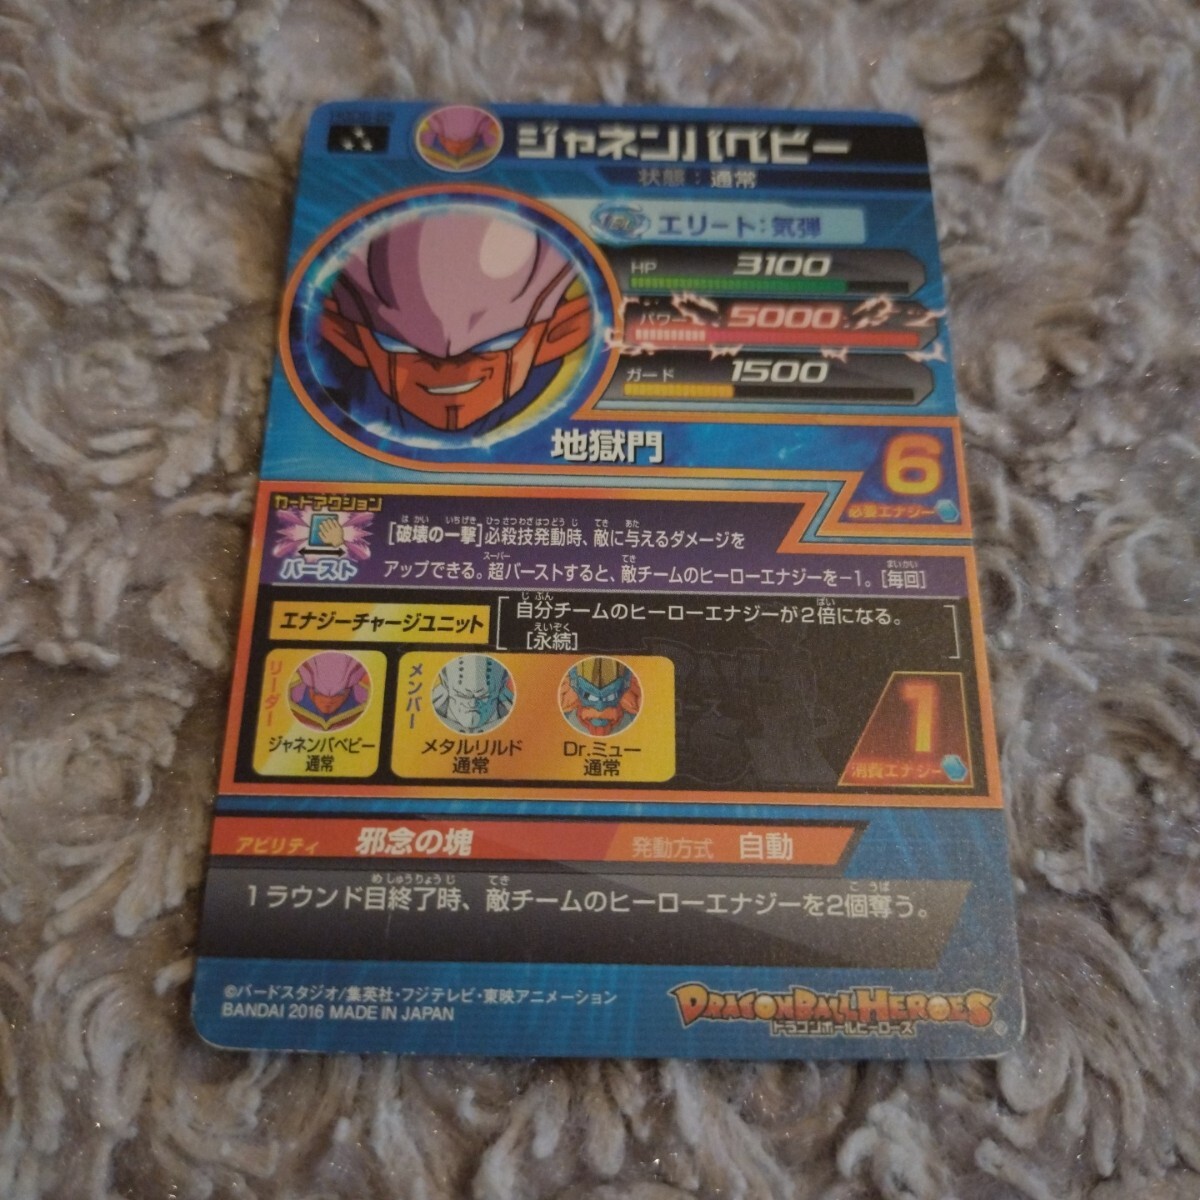 ジャネンバベビー
状態：通常
エリート：気弾
HP 3100
パワー 5000
ガード 1500
地獄門
6
必要エナジー
カードアクション
バースト
[破壊の一撃]必殺技発動時、敵に与えるダメージを
アップできる。超バーストすると、敵チームのヒーローエナジーを-1。[毎回]
エナジーチャージユニット
自分チームのヒーローエナジーが2倍になる。
[永続]
リーダー
ジャネンバベビー
通常
メンバー
メタルリルド
通常
Dr.ミュー
通常
1
消費エナジー
アビリティ 邪念の塊 発動方式 自動
1ラウンド目終了時、敵チームのヒーローエナジーを2個奪う。
©バードスタジオ/集英社・フジテレビ・東映アニメーション
BANDAI 2016 MADE IN JAPAN
DRAGONBALL HEROES
ドラゴンボールヒーローズ